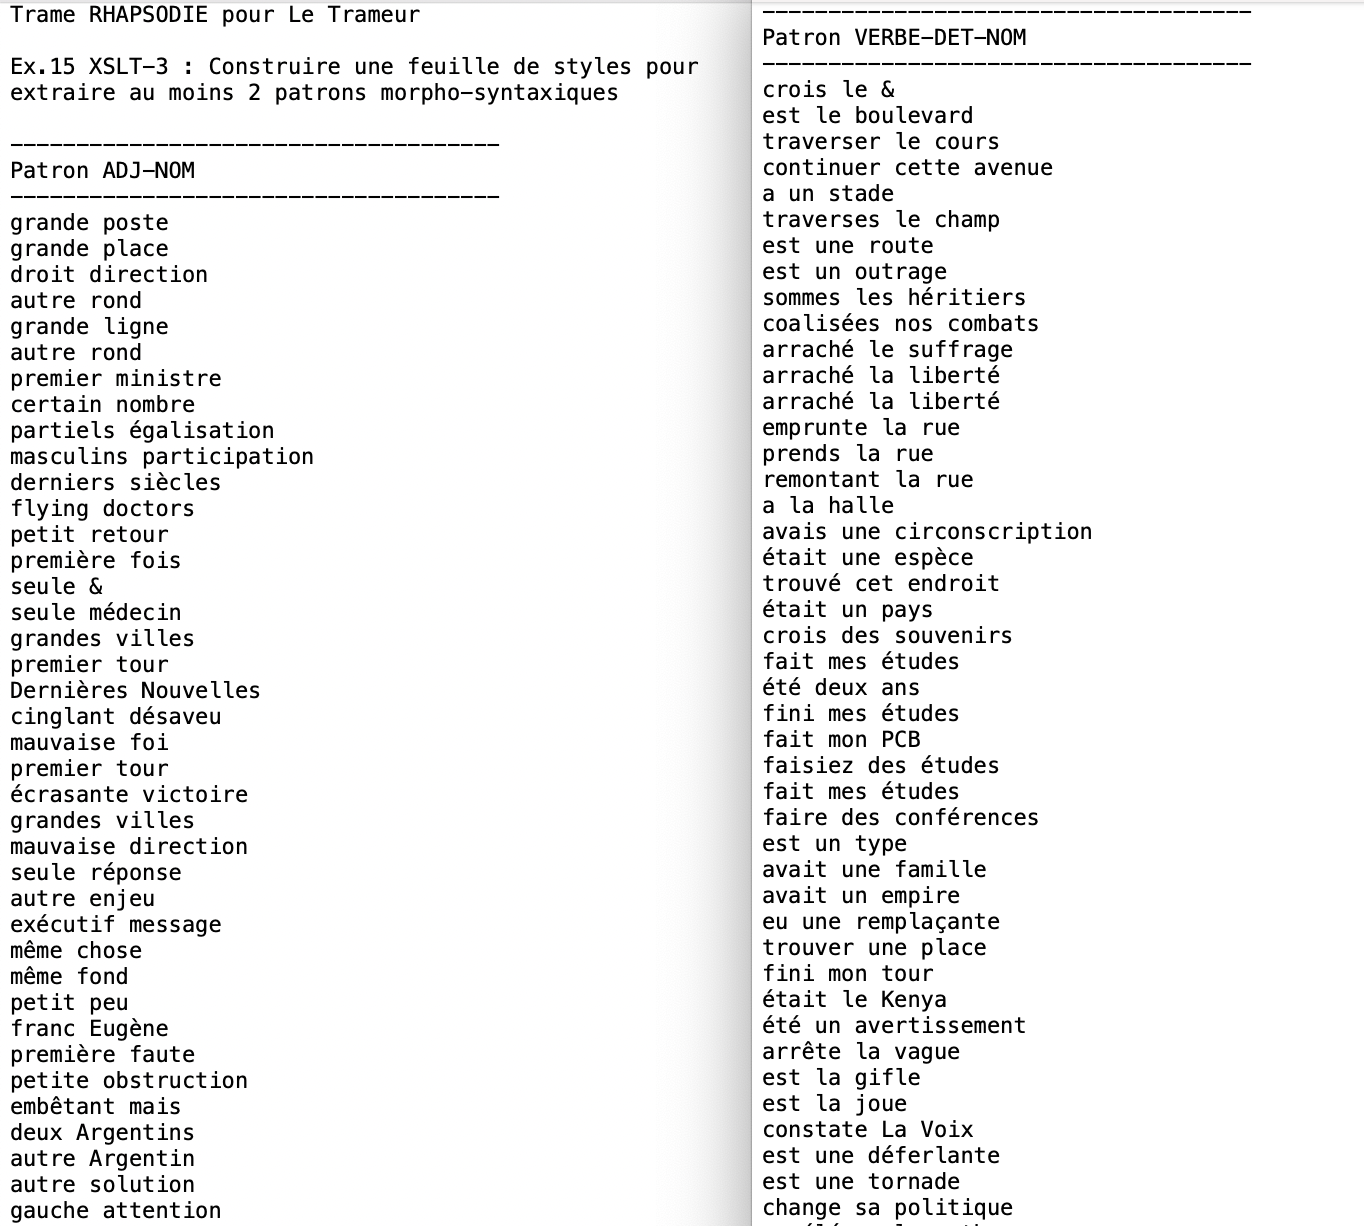 Trame RHAPSODIE pour Le Trameur
Ex.15 XSLT-3 : Construire une feuille de styles pour
extraire au moins 2 patrons morpho-syntaxiques
-------------------------------------
Patron ADJ-NOM
-------------------------------------
grande poste
grande place
droit direction
autre rond
grande ligne
autre rond
premier ministre
certain nombre
partiels égalisation
masculins participation
derniers siècles
flying doctors
petit retour
première fois
seule &
seule médecin
grandes villes
premier tour
Dernières Nouvelles
cinglant désaveu
mauvaise foi
premier tour
écrasante victoire
grandes villes
mauvaise direction
seule réponse
autre enjeu
exécutif message
même chose
même fond
petit peu
franc Eugène
première faute
petite obstruction
embêtant mais
deux Argentins
autre Argentin
autre solution
gauche attention
-------------------------------------
Patron VERBE-DET-NOM
-------------------------------------
crois le &
est le boulevard
traverser le cours
continuer cette avenue
a un stade
traverses le champ
est une route
est un outrage
sommes les héritiers
coalisées nos combats
arraché le suffrage
arraché la liberté
arraché la liberté
emprunte la rue
prends la rue
remontant la rue
a la halle
avais une circonscription
était une espèce
trouvé cet endroit
était un pays
crois des souvenirs
fait mes études
été deux ans
fini mes études
fait mon PCB
faisiez des études
fait mes études
faire des conférences
est un type
avait une famille
avait un empire
eu une remplaçante
trouver une place
fini mon tour
était le Kenya
été un avertissement
arrête la vague
est la gifle
est la joue
constate La Voix
est une déferlante
est une tornade
change sa politique